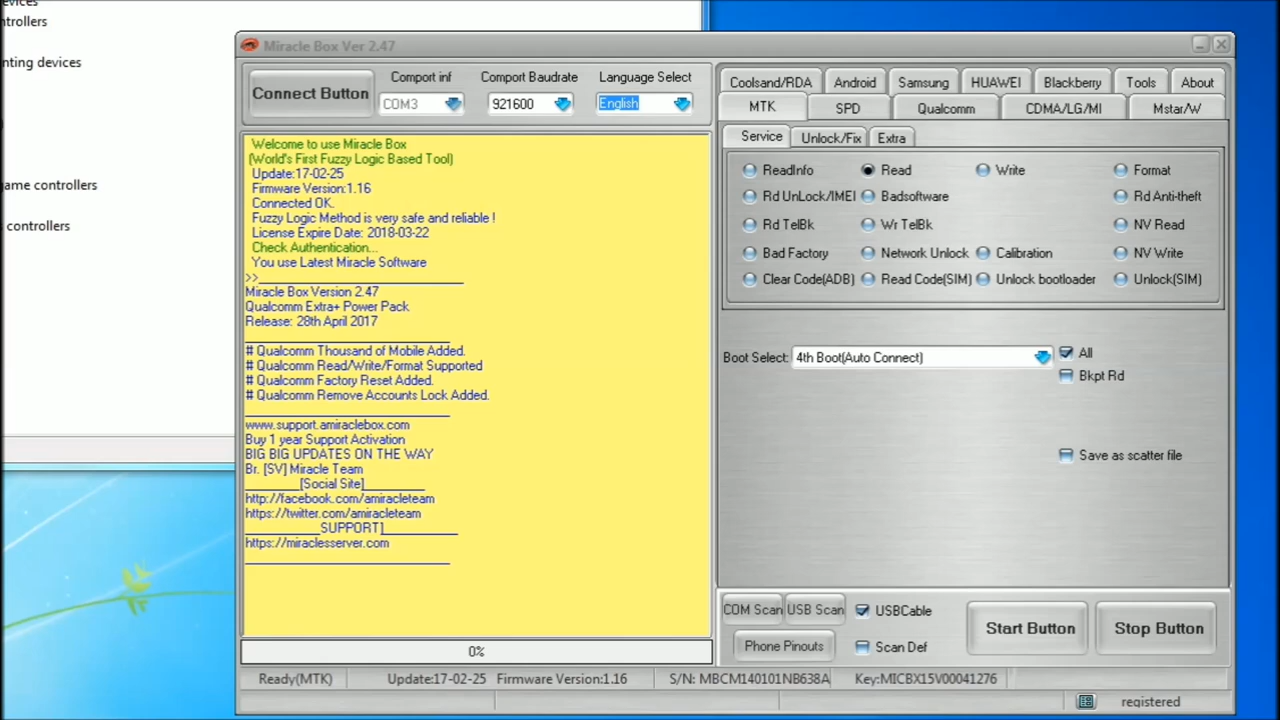 evices
ntrollers
nting devices
ame controllers
controllers
Miracle Box Ver 2.47
Connect Button
Comport inf
Comport Baudrate
Language Select
COM3
921600
English
Welcome to use Miracle Box
(World's First Fuzzy Logic Based Tool)
Update:17-02-25
Firmware Version:1.16
Connected OK.
Fuzzy Logic Method is very safe and reliable !
License Expire Date: 2018-03-22
Check Authentication...
You use Latest Miracle Software
>>
Miracle Box Version 2.47
Qualcomm Extra+ Power Pack
Release: 28th April 2017
# Qualcomm Thousand of Mobile Added.
# Qualcomm Read/Write/Format Supported
# Qualcomm Factory Reset Added.
# Qualcomm Remove Accounts Lock Added.
www.support.amiraclebox.com
Buy 1 year Support Activation
BIG BIG UPDATES ON THE WAY
Br. [SV] Miracle Team
________[Social Site]_________
http://facebook.com/amiracleteam
https://twitter.com/amiracleteam
___________SUPPORT]___________
https://miraclesserver.com
0%
Coolsand/RDA Android Samsung HUAWEI Blackberry Tools About
MTK SPD Qualcomm CDMA/LG/MI Mstar/W
Service Unlock/Fix Extra
ReadInfo Read Write Format
Rd UnLock/IMEI Badsoftware Rd Anti-theft
Rd TelBk Wr TelBk NV Read
Bad Factory Network Unlock Calibration NV Write
Clear Code(ADB) Read Code(SIM) Unlock bootloader Unlock(SIM)
Boot Select: 4th Boot(Auto Connect) All
Bkpt Rd
Save as scatter file
COM Scan USB Scan USBCable
Phone Pinouts Scan Def
Start Button Stop Button
Ready(MTK) Update:17-02-25 Firmware Version:1.16 S/N: MBCM140101NB638A Key:MICBX15V00041276
registered